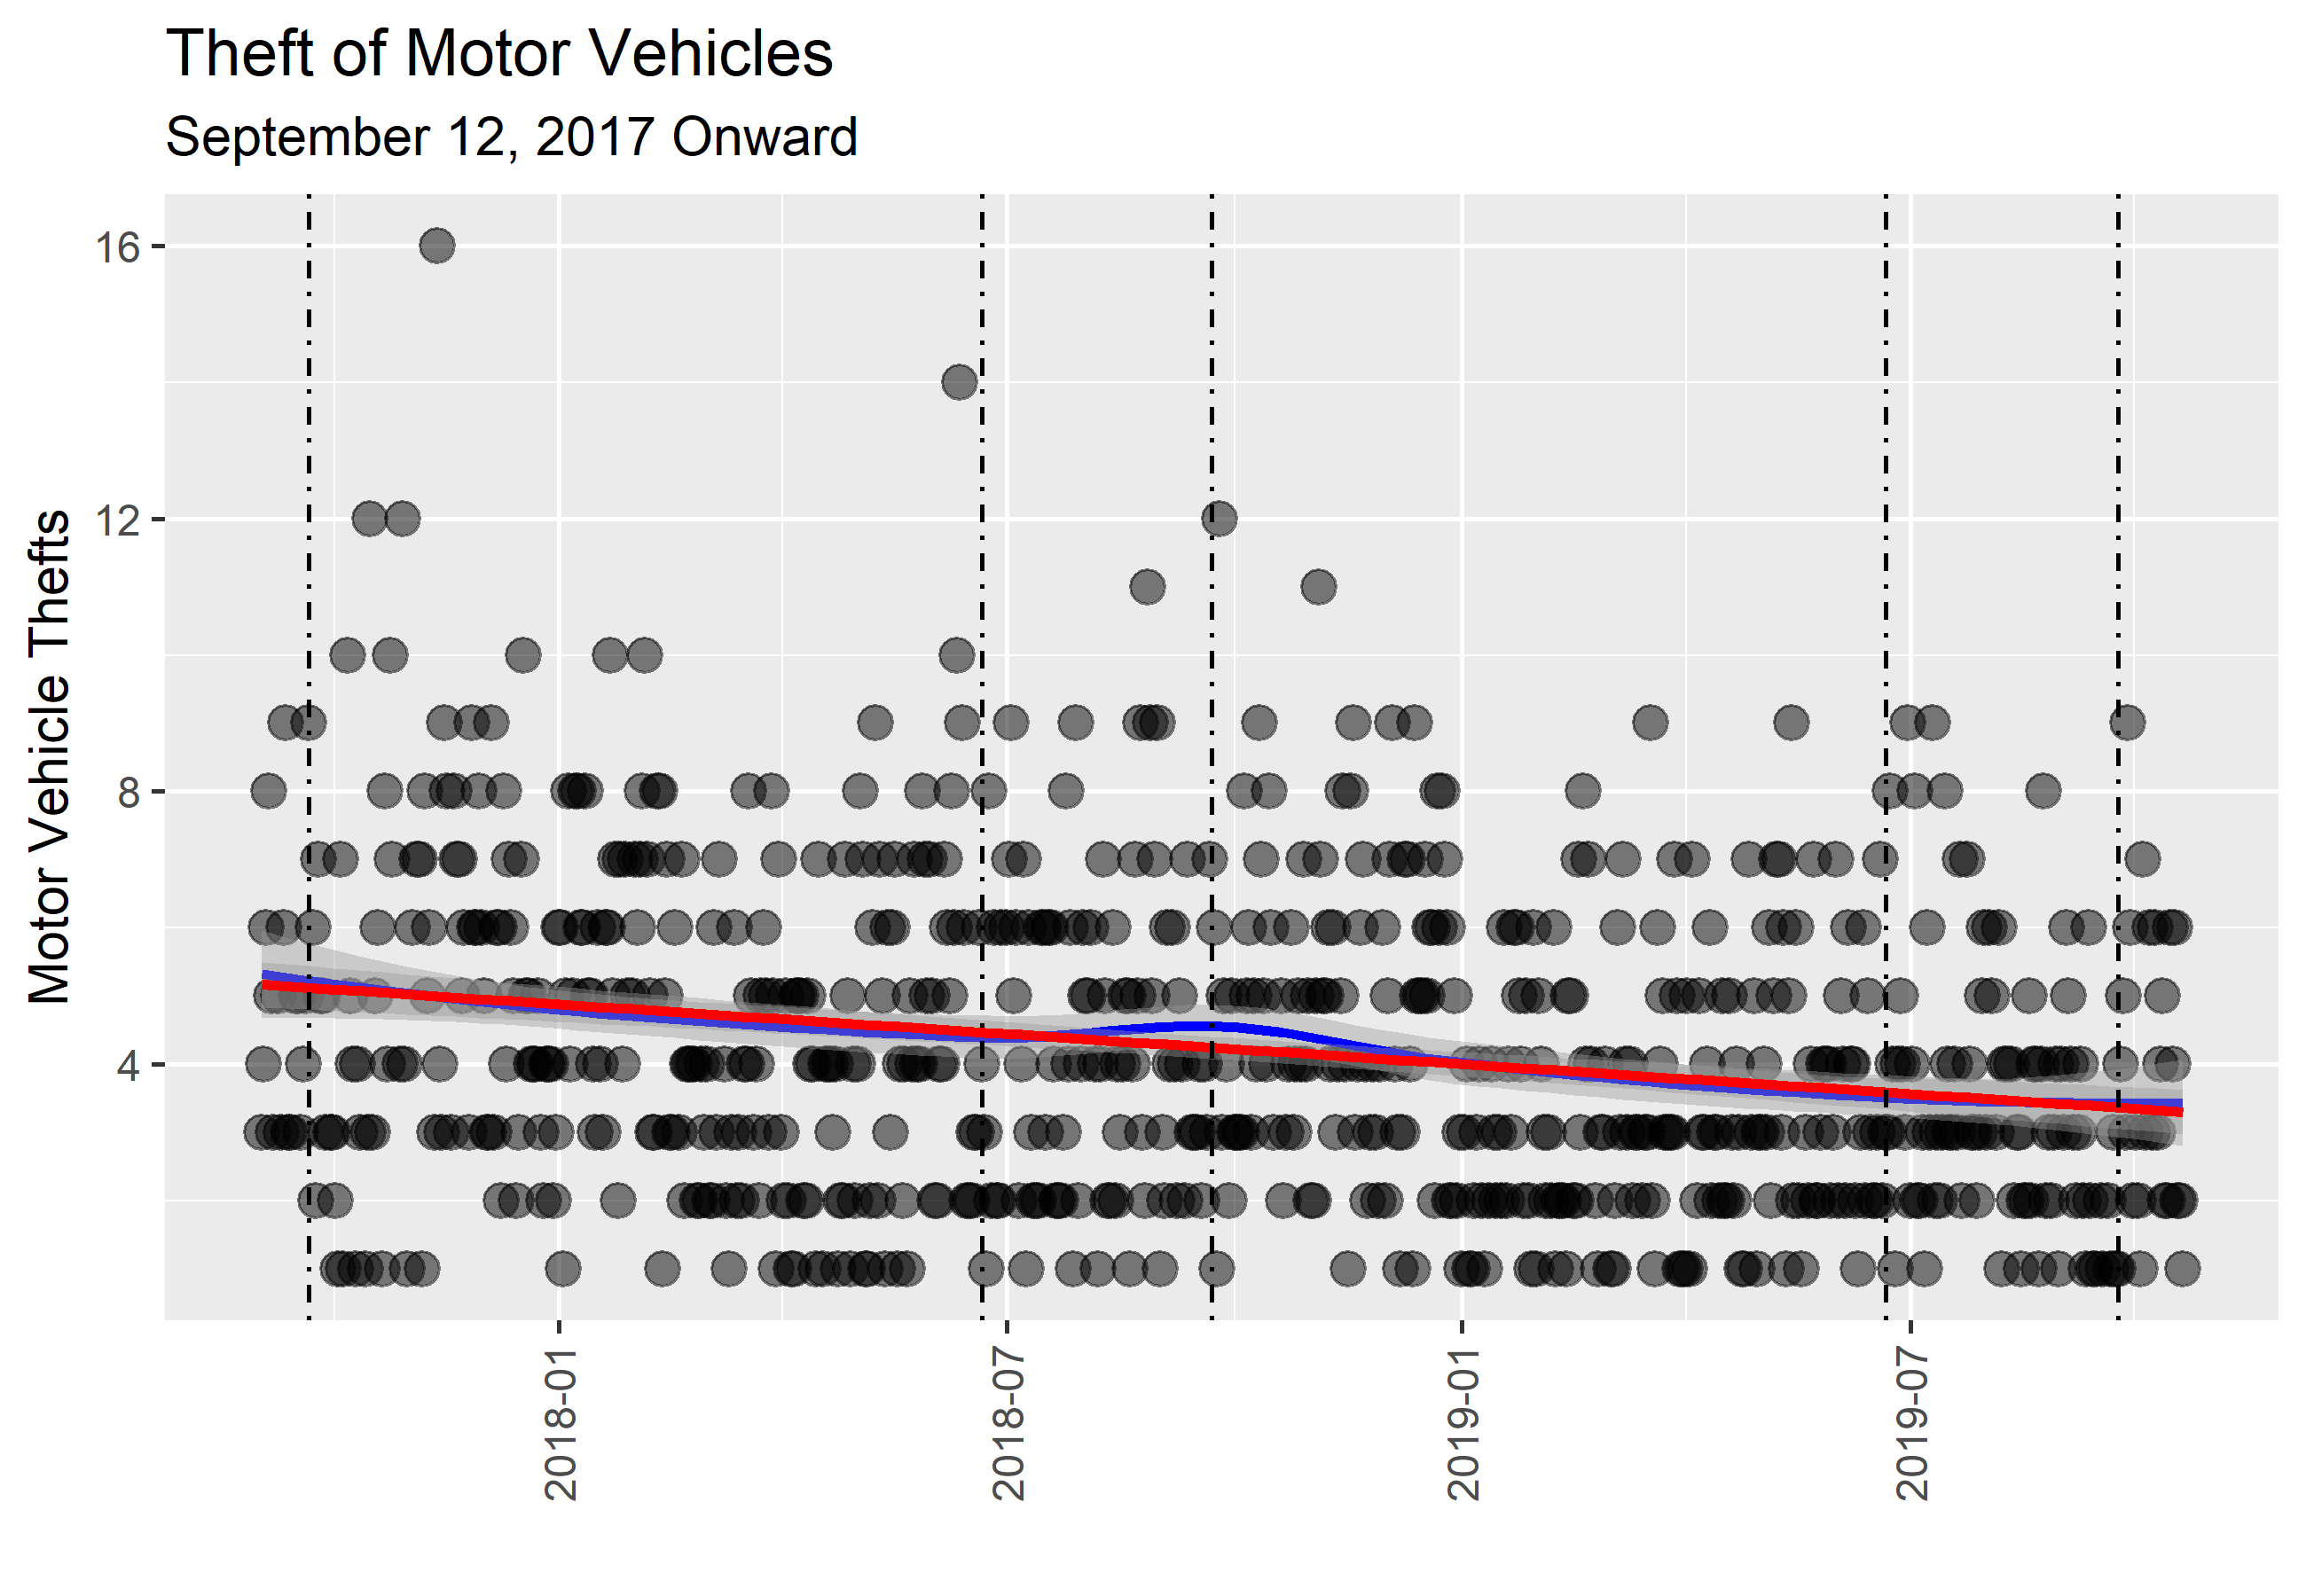 Theft of Motor Vehicles
September 12, 2017 Onward
Motor Vehicle Thefts
16
12
8
4
2018-01
2018-07
2019-01
2019-07